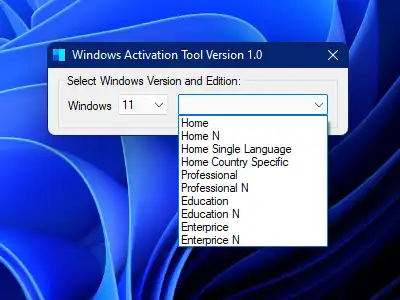 Windows Activation Tool Version 1.0
Select Windows Version and Edition:
Windows 11
Home
Home N
Home Single Language
Home Country Specific
Professional
Professional N
Education
Education N
Enterprice
Enterprice N